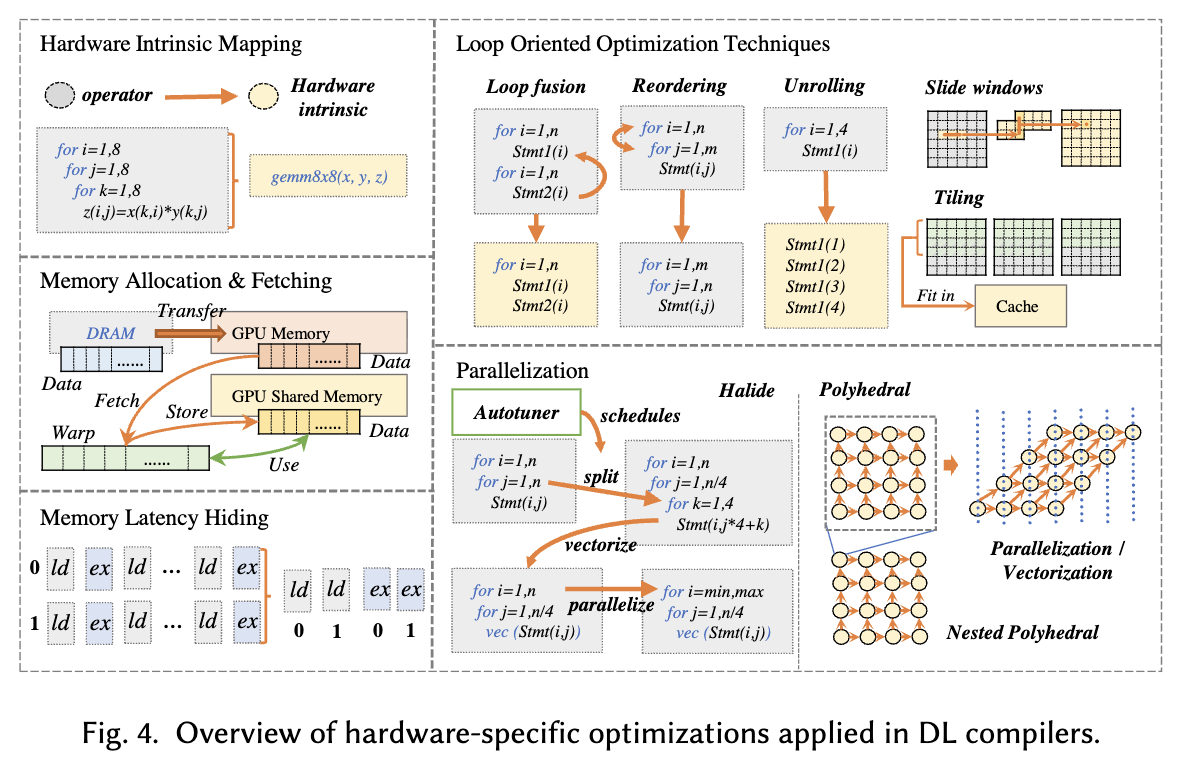 Hardware Intrinsic Mapping
operator
Hardware
intrinsic
for i=1,8
for j=1,8
for k=1,8
z(i,j)=x(k,i)*y(k,j)
gemm8x8(x, y, z)
Memory Allocation & Fetching
Transfer
DRAM
GPU Memory
......
......
Data
Data
Fetch
GPU Shared Memory
Store
......
Data
Warp
......
Use
Memory Latency Hiding
0 ld ex ld ... ld ex
1 ld ex ld ... ld ex
ld ld ex ex
0 1 0 1
Loop Oriented Optimization Techniques
Loop fusion
for i=1,n
Stmt1(i)
for i=1,n
Stmt2(i)
for i=1,n
Stmt1(i)
Stmt2(i)
Reordering
for i=1,n
for j=1,m
Stmt(i,j)
for i=1,m
for j=1,n
Stmt(i,j)
Unrolling
for i=1,4
Stmt1(i)
Stmt1(1)
Stmt1(2)
Stmt1(3)
Stmt1(4)
Slide windows
Tiling
Fit in
Cache
Parallelization
Halide
Autotuner
schedules
for i=1,n
for j=1,n
Stmt(i,j)
split
for i=1,n
for j=1,n/4
for k=1,4
Stmt(i,j*4+k)
vectorize
for i=1,n
for j=1,n/4
vec (Stmt(i,j))
parallelize
for i=min,max
for j=1,n/4
vec (Stmt(i,j))
Polyhedral
Parallelization /
Vectorization
Nested Polyhedral
Fig. 4. Overview of hardware-specific optimizations applied in DL compilers.